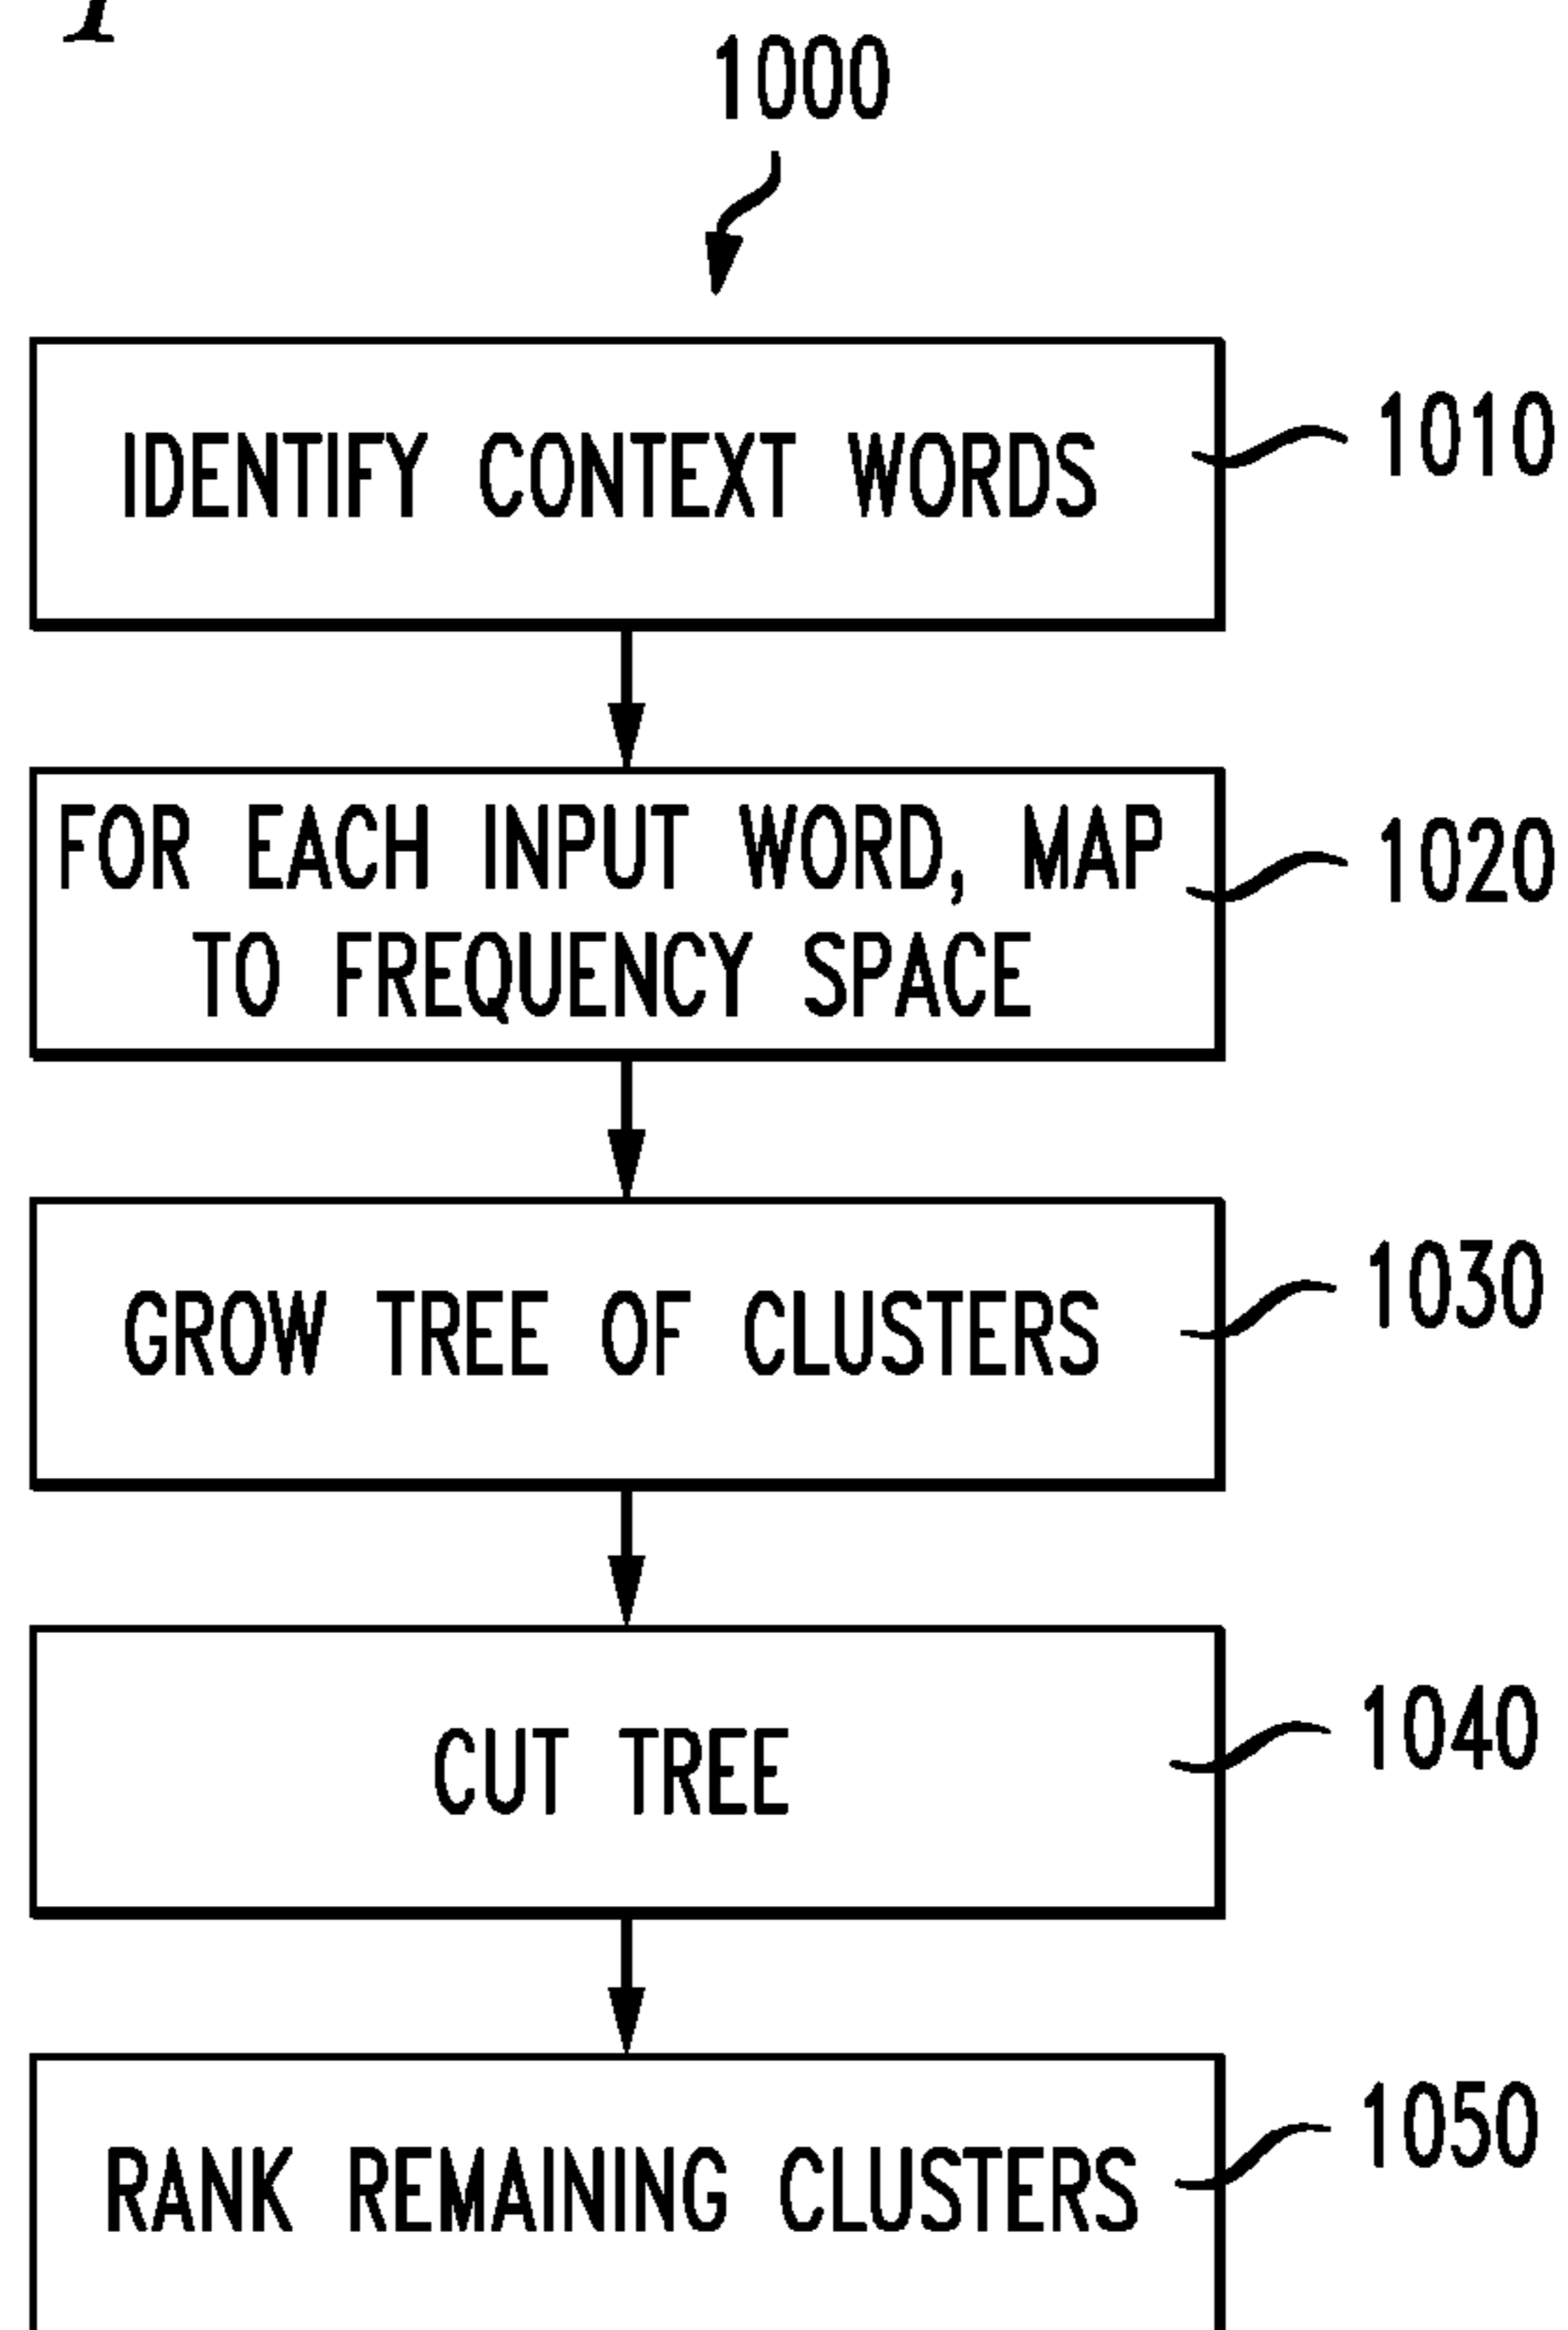 1000
IDENTIFY CONTEXT WORDS
1010
FOR EACH INPUT WORD, MAP
TO FREQUENCY SPACE
1020
GROW TREE OF CLUSTERS
1030
CUT TREE
1040
RANK REMAINING CLUSTERS
1050